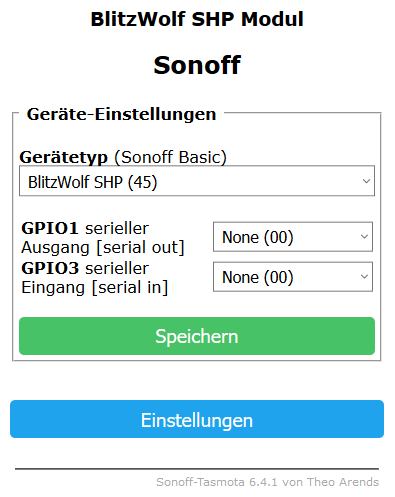 BlitzWolf SHP Modul
Sonoff
Geräte-Einstellungen
Gerätetyp (Sonoff Basic)
BlitzWolf SHP (45)
GPIO1 serieller
Ausgang [serial out]
None (00)
GPIO3 serieller
Eingang [serial in]
None (00)
Speichern
Einstellungen
Sonoff-Tasmota 6.4.1 von Theo Arends